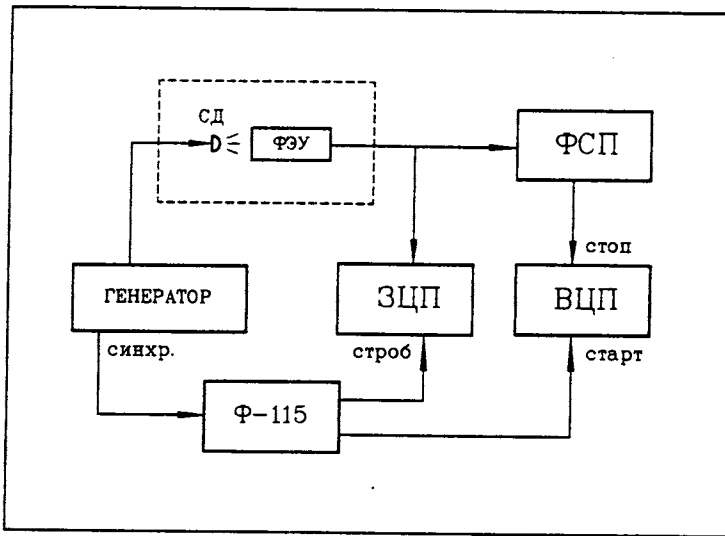 СД
ФЭУ
ФСП
стоп
ГЕНЕРАТОР
ЗЦП
ВЦП
синхр.
строб
старт
Ф-115